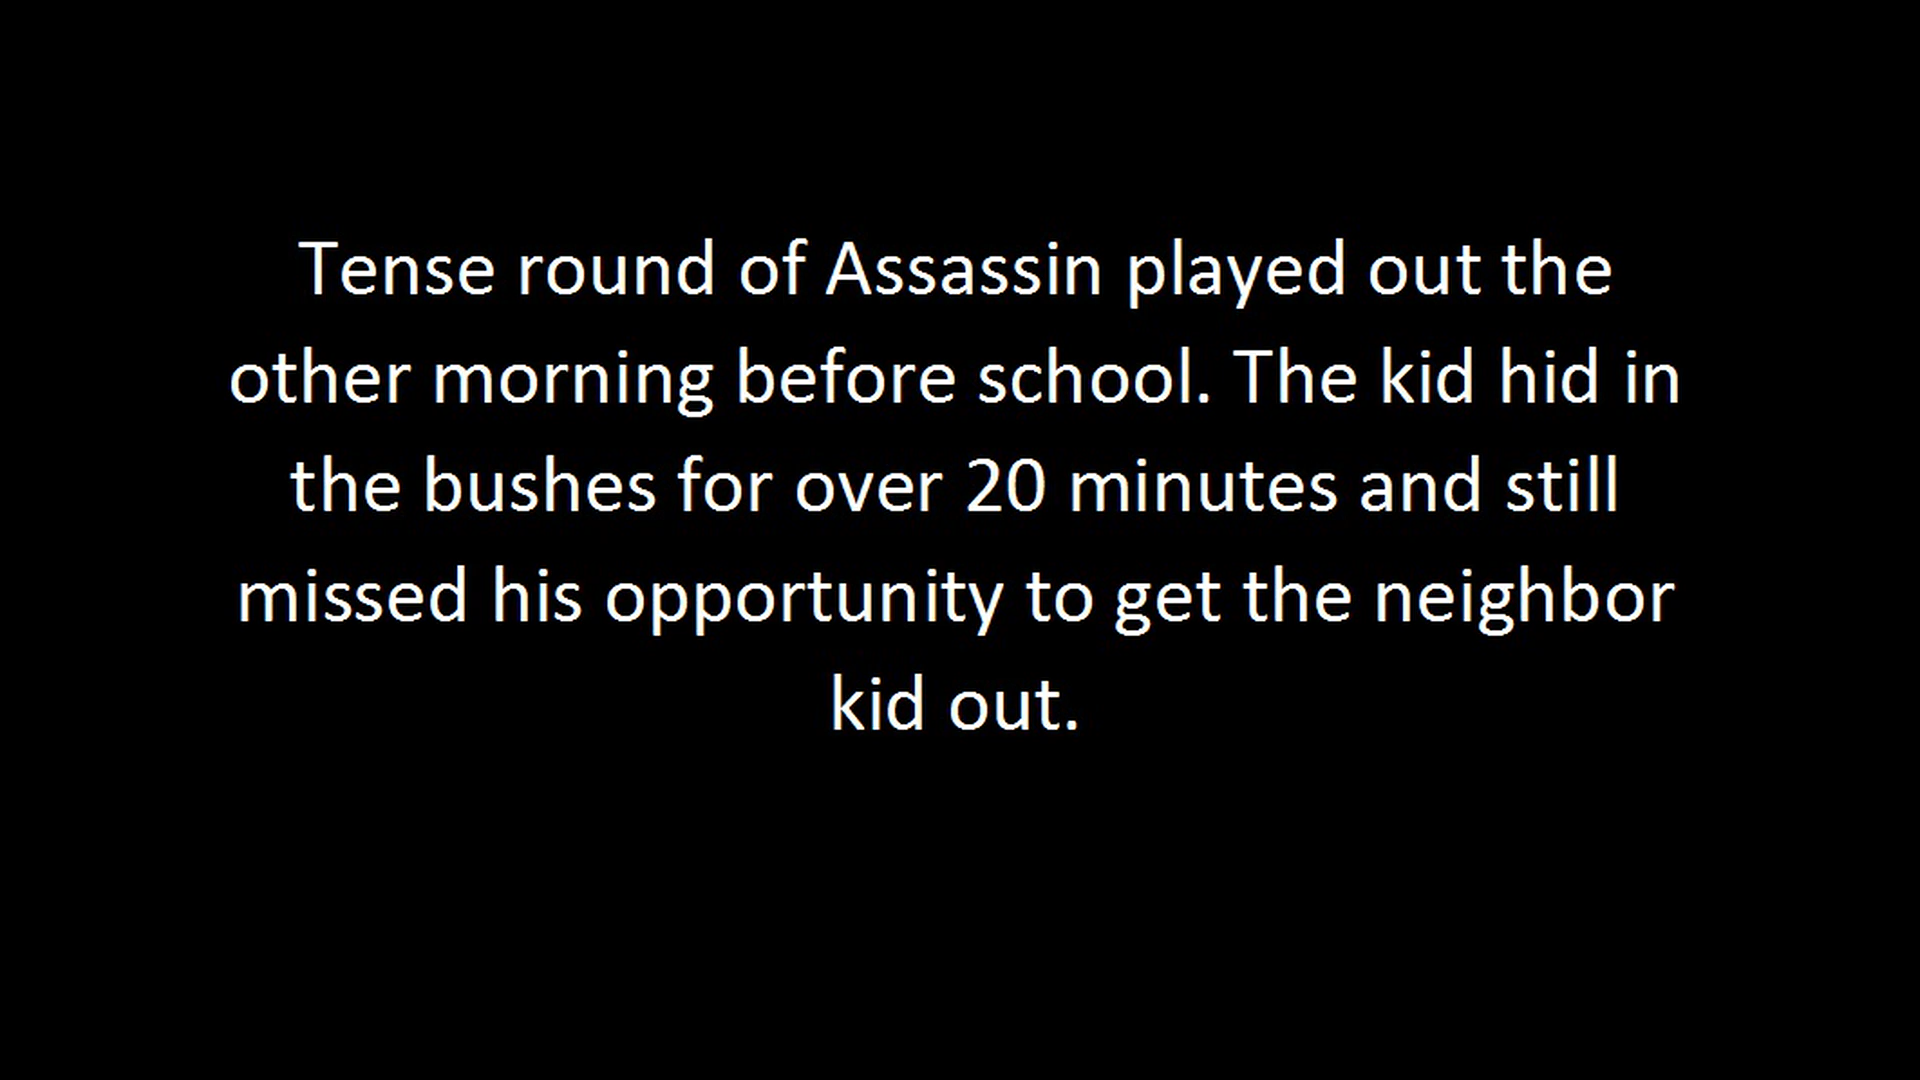 Tense round of Assassin played out the
other morning before school. The kid hid in
the bushes for over 20 minutes and still
missed his opportunity to get the neighbor
kid out.